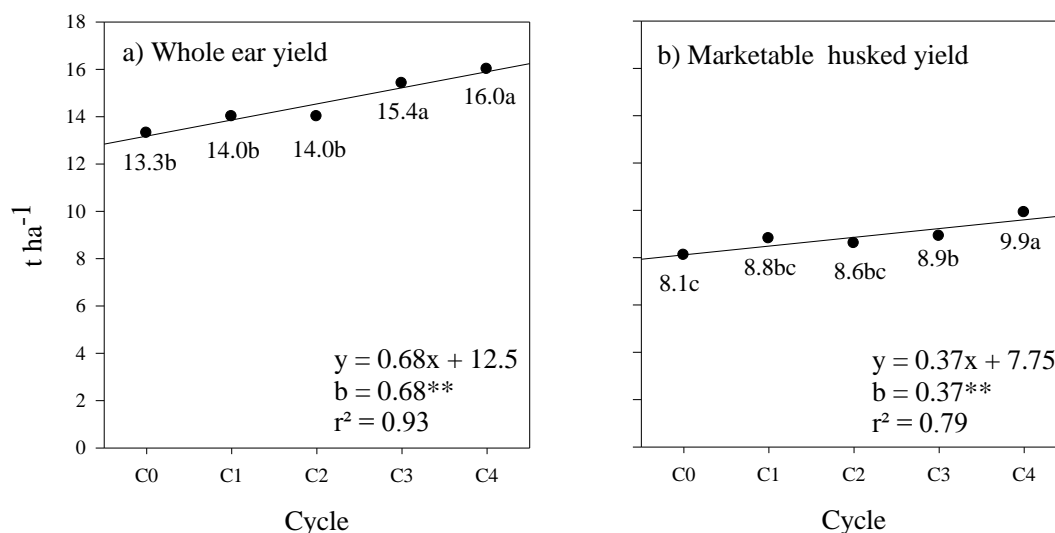 a) Whole ear yield
t ha-1
18
16
14
12
10
8
6
4
2
0
13.3b
14.0b
14.0b
15.4a
16.0a
y = 0.68x + 12.5
b = 0.68**
r² = 0.93
C0 C1 C2 C3 C4
Cycle
b) Marketable husked yield
8.1c
8.8bc
8.6bc
8.9b
9.9a
y = 0.37x + 7.75
b = 0.37**
r² = 0.79
C0 C1 C2 C3 C4
Cycle